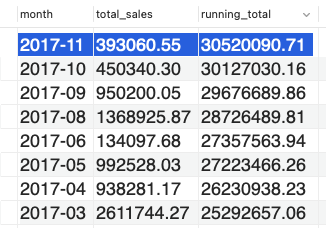 month total_sales running_total
2017-11 393060.55 30520090.71
2017-10 450340.30 30127030.16
2017-09 950200.05 29676689.86
2017-08 1368925.87 28726489.81
2017-06 134097.68 27357563.94
2017-05 992528.03 27223466.26
2017-04 938281.17 26230938.23
2017-03 2611744.27 25292657.06